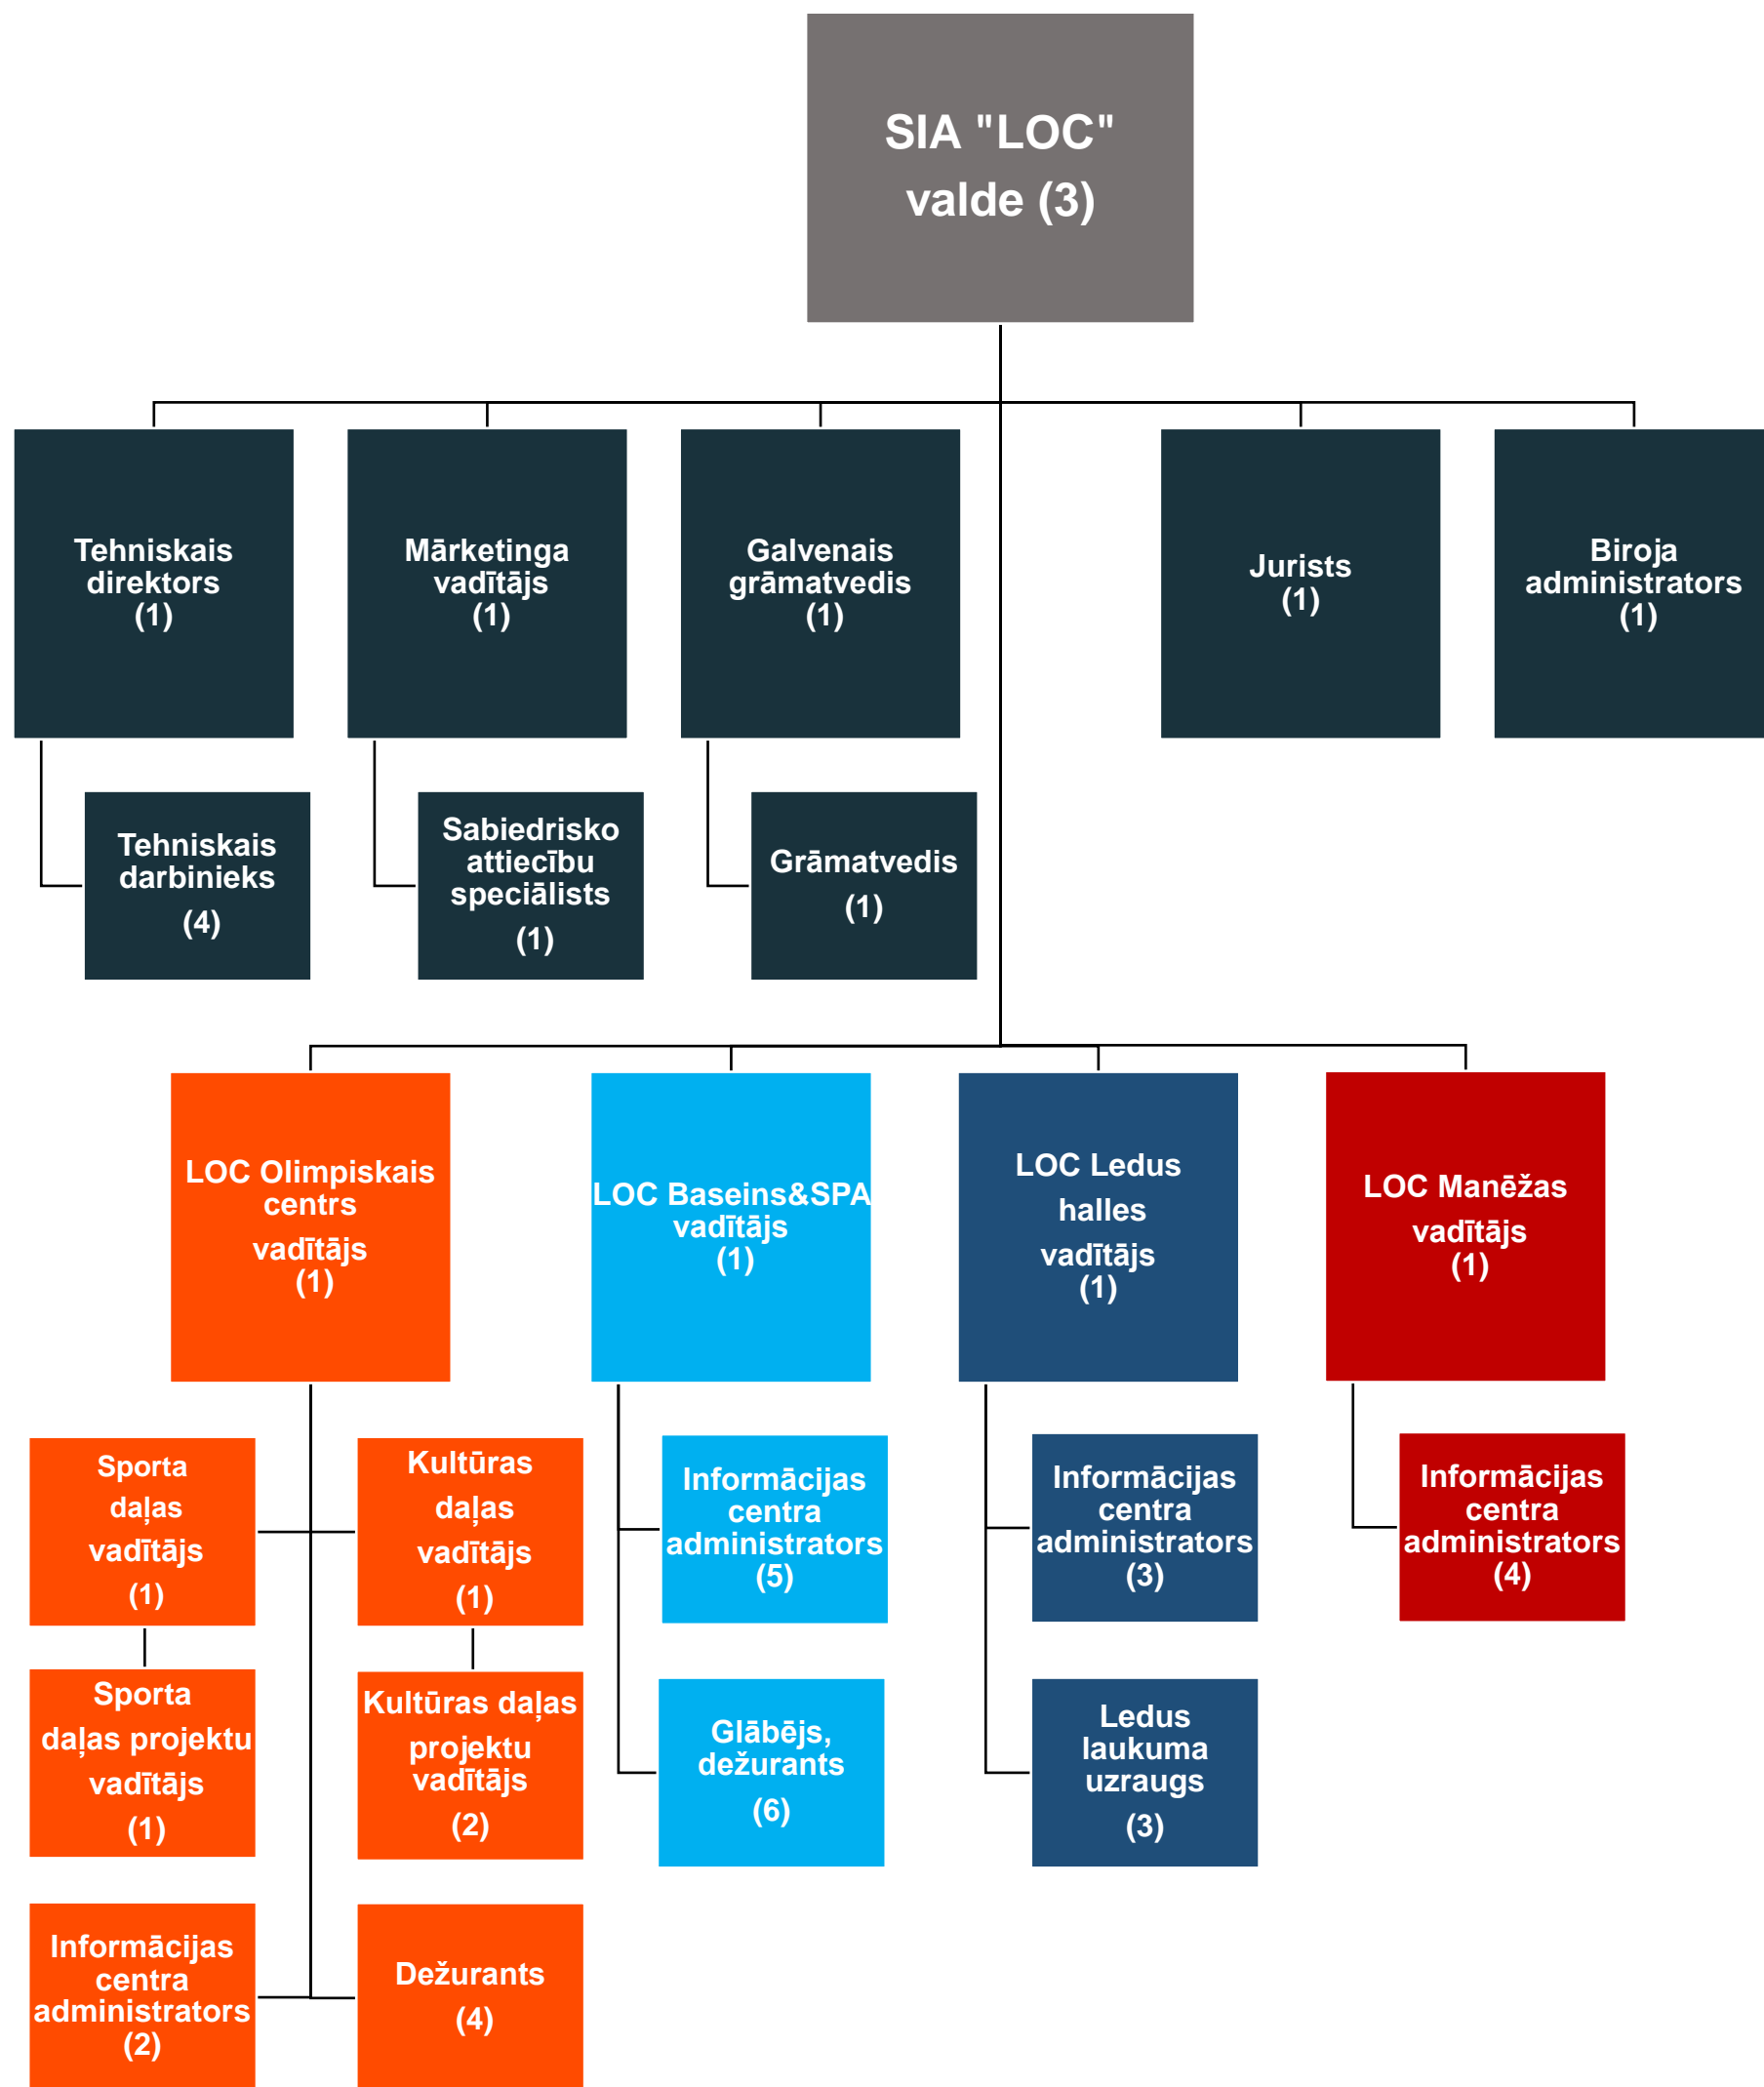 SIA "LOC"
valde (3)
Tehniskais
direktors
(1)
Mārketinga
vadītājs
(1)
Galvenais
grāmatvedis
(1)
Jurists
(1)
Biroja
administrators
(1)
Tehniskais
darbinieks
(4)
Sabiedrisko
attiecību
speciālists
(1)
Grāmatvedis
(1)
LOC Olimpiskais
centrs
vadītājs
(1)
LOC Baseins&SPA
vadītājs
(1)
LOC Ledus
halles
vadītājs
(1)
LOC Manēžas
vadītājs
(1)
Sporta
daļas
vadītājs
(1)
Kultūras
daļas
vadītājs
(1)
Informācijas
centra
administrators
(5)
Informācijas
centra
administrators
(3)
Informācijas
centra
administrators
(4)
Sporta
daļas projektu
vadītājs
(1)
Kultūras daļas
projektu
vadītājs
(2)
Glābējs,
dežurants
(6)
Ledus
laukuma
uzraugs
(3)
Informācijas
centra
administrators
(2)
Dežurants
(4)